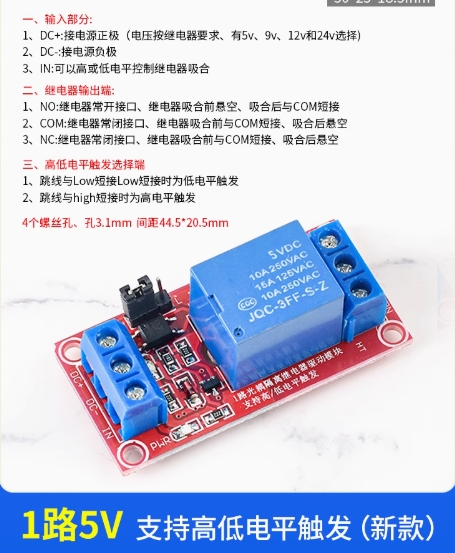 一、输入部分:
1、DC+:接电源正极（电压按继电器要求、有5v、9v、12v和24v选择)
2、DC-:接电源负极
3、IN:可以高或低电平控制继电器吸合
二、继电器输出端:
1、NO:继电器常开接口、继电器吸合前悬空、吸合后与COM短接
2、COM:继电器常闭接口、继电器吸合前与COM短接、吸合后悬空
3、NC:继电器常闭接口、继电器吸合前与COM短接、吸合悬空
三、高低电平触发选择端
1、跳线与Low短接Low短接时为低电平触发
2、跳线与high短接时为高电平触发
4个螺丝孔、孔3.1mm 间距44.5*20.5mm
5VDC
10A 250VAC
15A 125VAC
10A 250VAC
CQC
JQC-3FF-S-Z
DC+
DC-
IN
PWR
1路光耦隔离继电器驱动模块
支持高/低电平触发
1路5V 支持高低电平触发（新款）